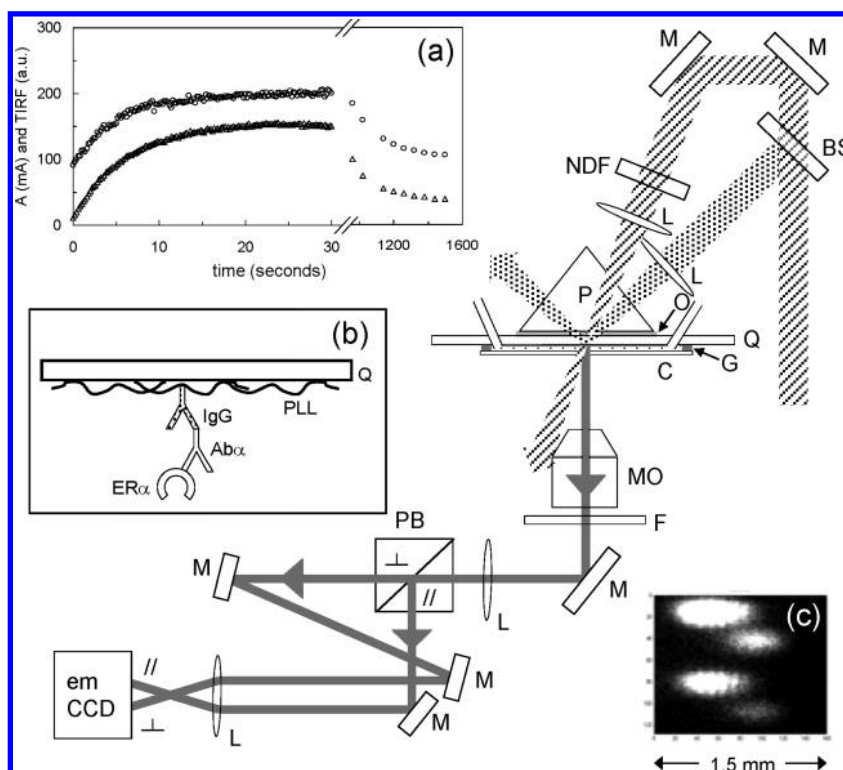 (a)
A (mA) and TIRF (a.u.)
300
200
100
0
0
10
20
30
1200
1600
time (seconds)
M
M
BS
NDF
L
L
P
O
Q
G
C
MO
F
M
(b)
Q
PLL
IgG
Abα
ERα
PB
⊥
//
M
L
M
M
L
em
CCD
//
⊥
(c)
1.5 mm